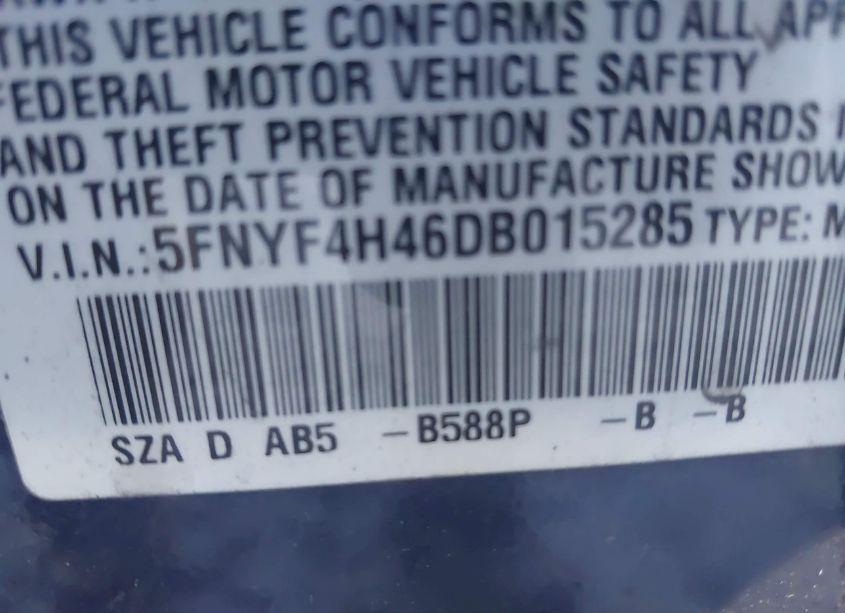 THIS VEHICLE CONFORMS TO ALL
FEDERAL MOTOR VEHICLE SAFETY
AND THEFT PREVENTION STANDARDS
ON THE DATE OF MANUFACTURE SHOW
V.I.N.:5FNYF4H46DB015285 TYPE: M
SZA D AB5 -B588P -B -B